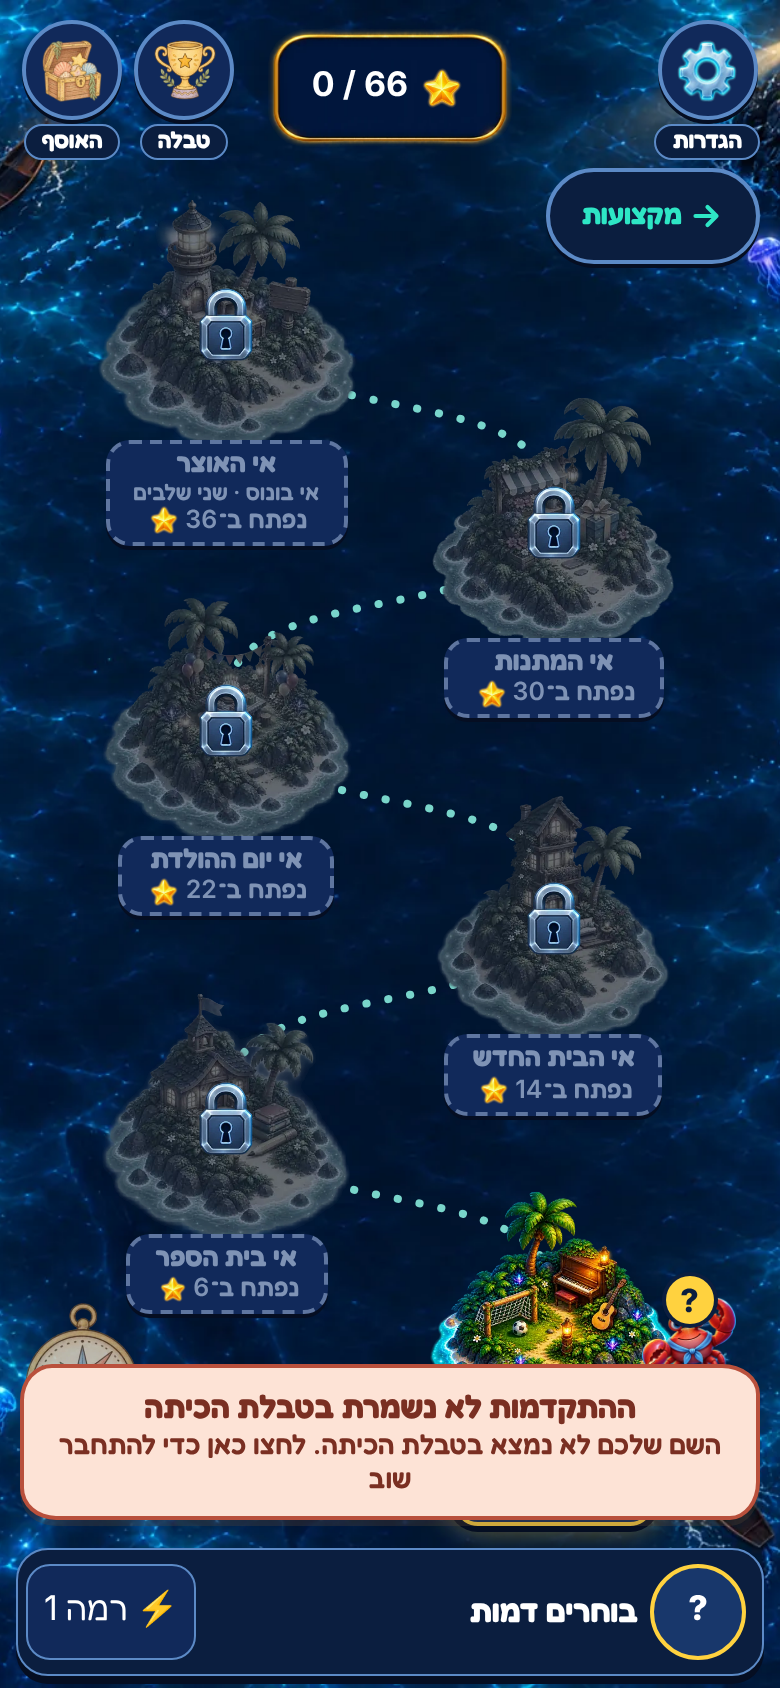 הגדרות
0 / 66
טבלה
האוסף
→ מקצועות
אי האוצר
אי בונוס · שני שלבים
נפתח ב־36
אי המתנות
נפתח ב־30
אי יום ההולדת
נפתח ב־22
אי הבית החדש
נפתח ב־14
אי בית הספר
נפתח ב־6
?
ההתקדמות לא נשמרת בטבלת הכיתה
השם שלכם לא נמצא בטבלת הכיתה. לחצו כאן כדי להתחבר
שוב
?
בוחרים דמות
רמה 1